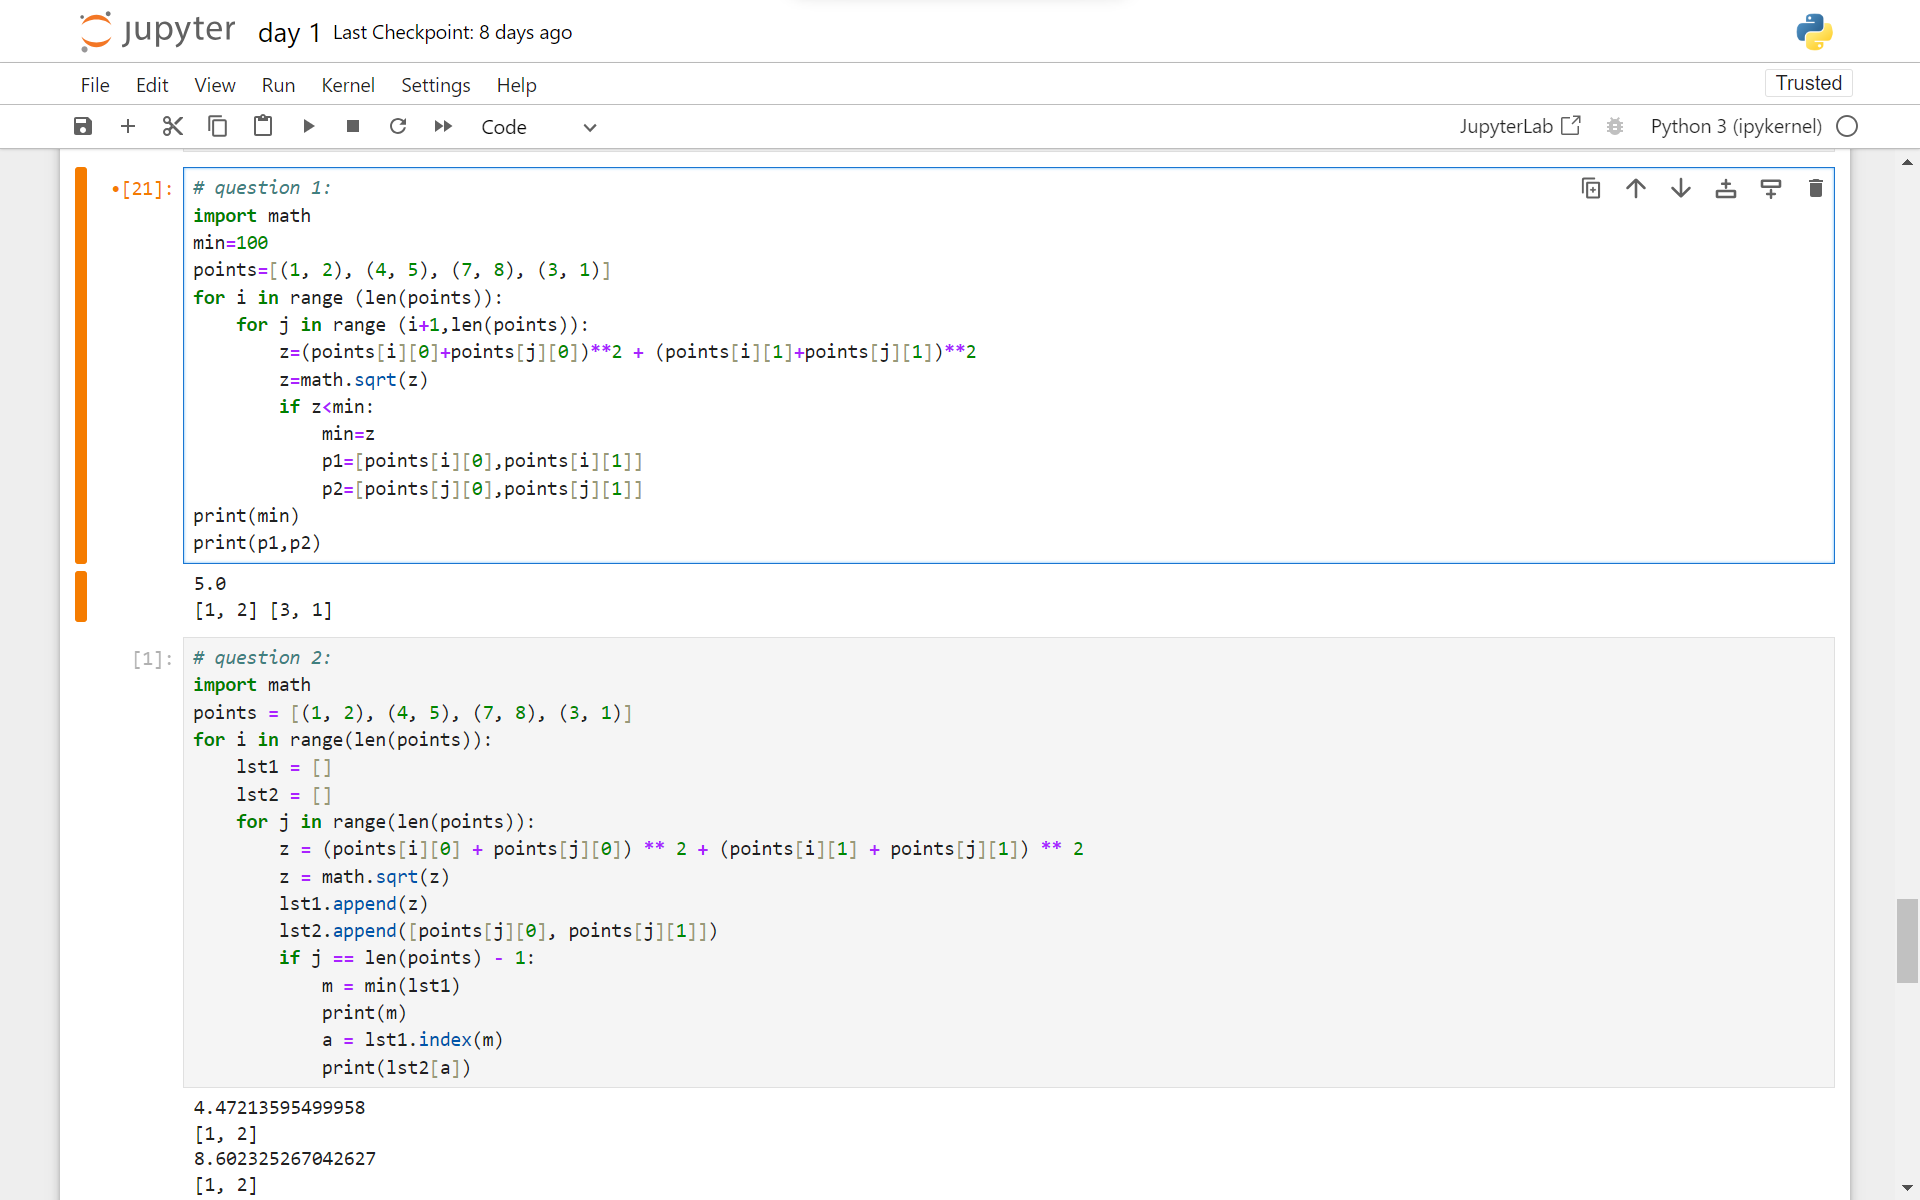 jupyter day 1 Last Checkpoint: 8 days ago
File Edit View Run Kernel Settings Help Trusted
Code JupyterLab Python 3 (ipykernel)
•[21]: # question 1:
import math
min=100
points=[(1, 2), (4, 5), (7, 8), (3, 1)]
for i in range (len(points)):
    for j in range (i+1,len(points)):
        z=(points[i][0]+points[j][0])**2 + (points[i][1]+points[j][1])**2
        z=math.sqrt(z)
        if z<min:
            min=z
            p1=[points[i][0],points[i][1]]
            p2=[points[j][0],points[j][1]]
print(min)
print(p1,p2)
5.0
[1, 2] [3, 1]
[1]: # question 2:
import math
points = [(1, 2), (4, 5), (7, 8), (3, 1)]
for i in range(len(points)):
    lst1 = []
    lst2 = []
    for j in range(len(points)):
        z = (points[i][0] + points[j][0]) ** 2 + (points[i][1] + points[j][1]) ** 2
        z = math.sqrt(z)
        lst1.append(z)
        lst2.append([points[j][0], points[j][1]])
        if j == len(points) - 1:
            m = min(lst1)
            print(m)
            a = lst1.index(m)
            print(lst2[a])
4.47213595499958
[1, 2]
8.602325267042627
[1, 2]